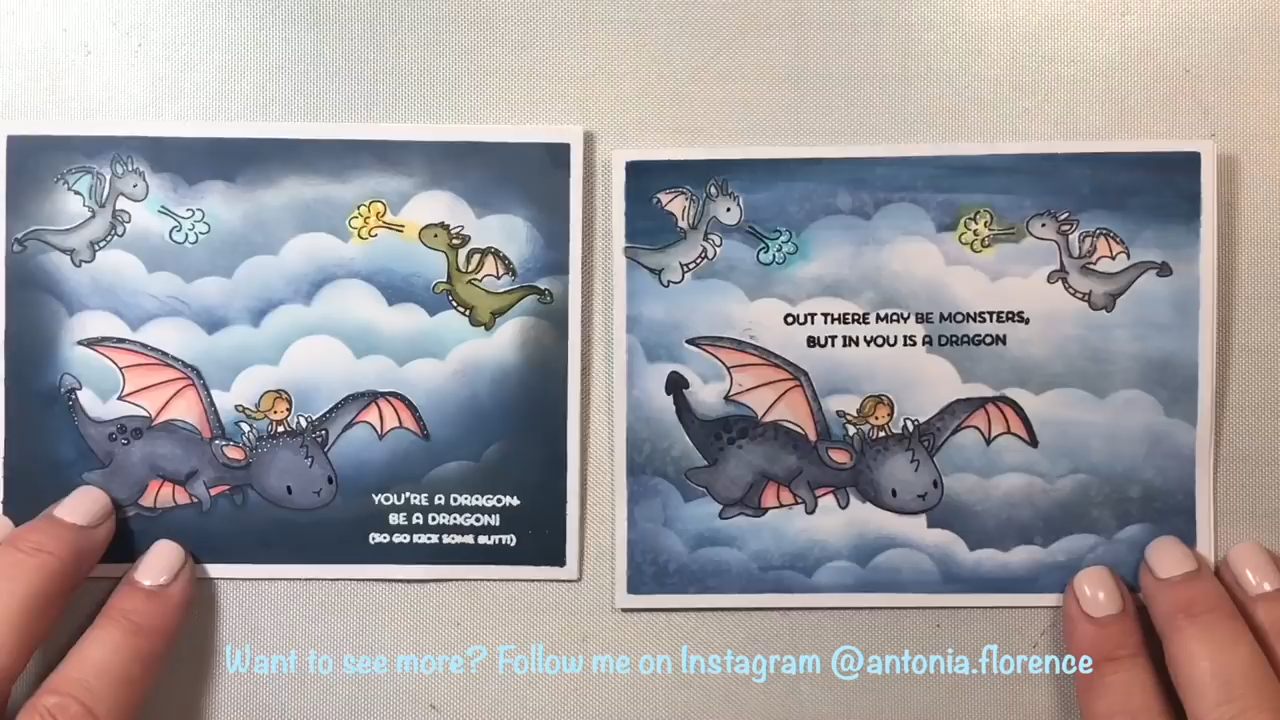 YOU'RE A DRAGON.
BE A DRAGON!
(SO GO KICK SOME BUTT!)
OUT THERE MAY BE MONSTERS,
BUT IN YOU IS A DRAGON
Want to see more? Follow me on Instagram @antonia.florence